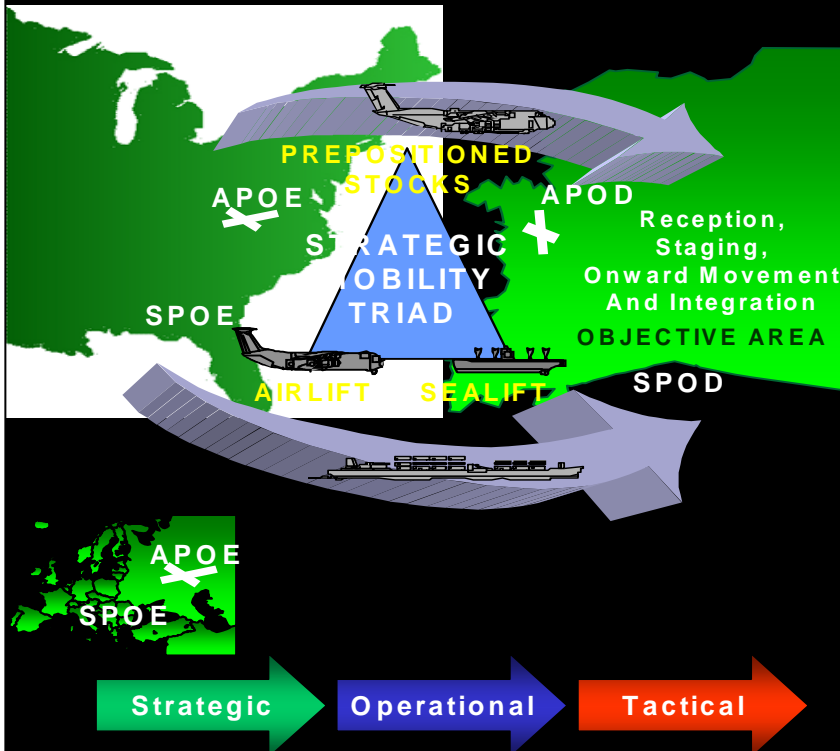 PREPOSITIONED
STOCKS
APOE
APOD
STRATEGIC
MOBILITY
TRIAD
Reception,
Staging,
Onward Movement
And Integration
SPOE
OBJECTIVE AREA
SPOD
AIRLIFT
SEALIFT
APOE
SPOE
Strategic
Operational
Tactical